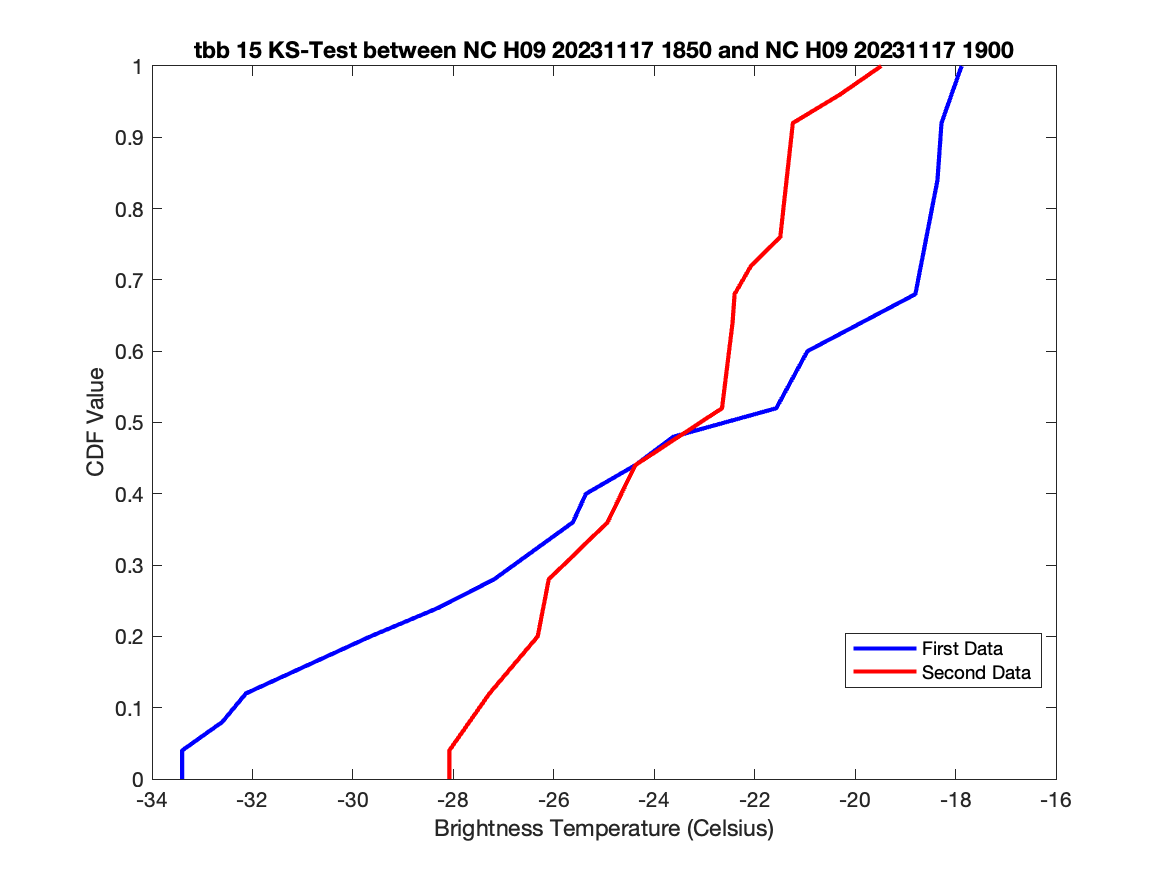 tbb 15 KS-Test between NC H09 20231117 1850 and NC H09 20231117 1900
1
0.9
0.8
0.7
0.6
0.5
0.4
0.3
0.2
0.1
0
CDF Value
First Data
Second Data
-34 -32 -30 -28 -26 -24 -22 -20 -18 -16
Brightness Temperature (Celsius)